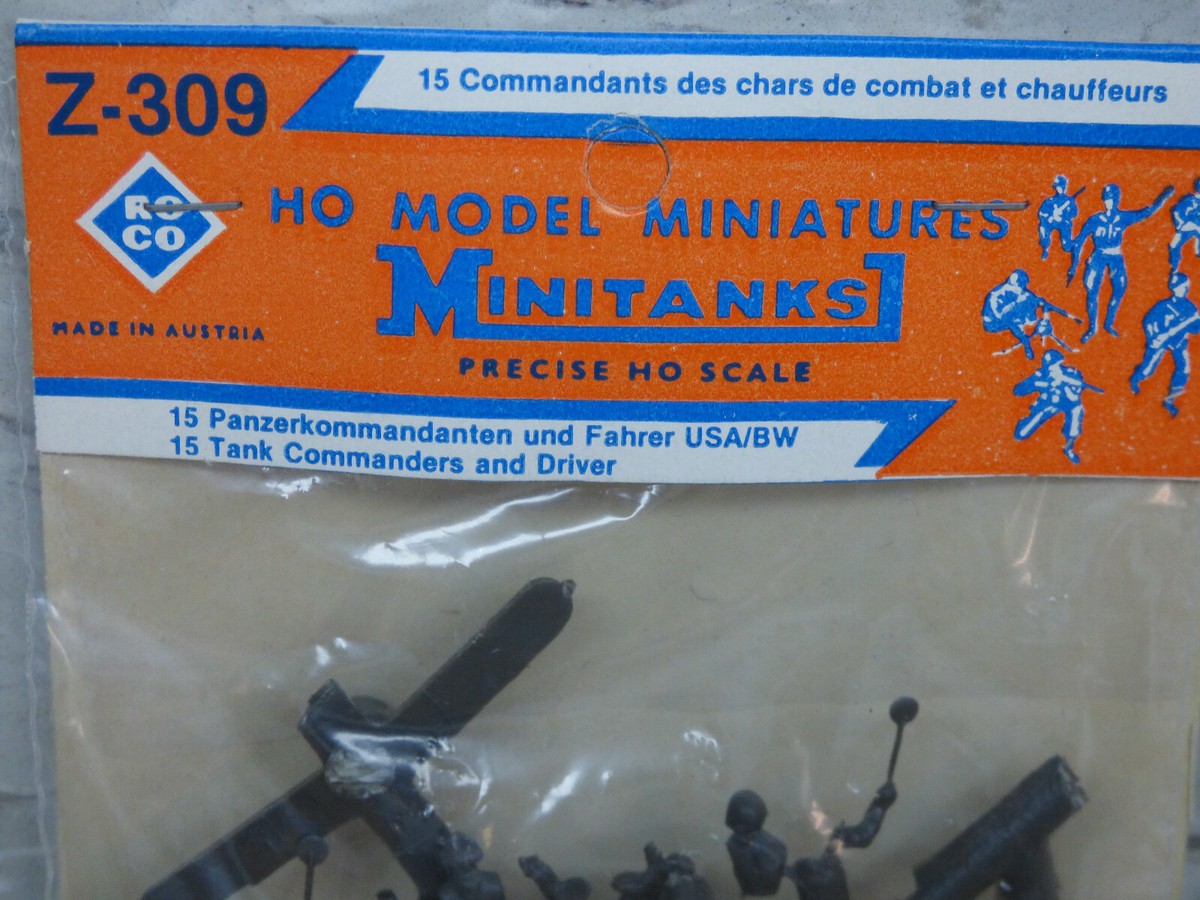 Z-309
15 Commandants des chars de combat et chauffeurs
RO
CO
HO MODEL MINIATURES
MINITANKS
MADE IN AUSTRIA
PRECISE HO SCALE
15 Panzerkommandanten und Fahrer USA/BW
15 Tank Commanders and Driver